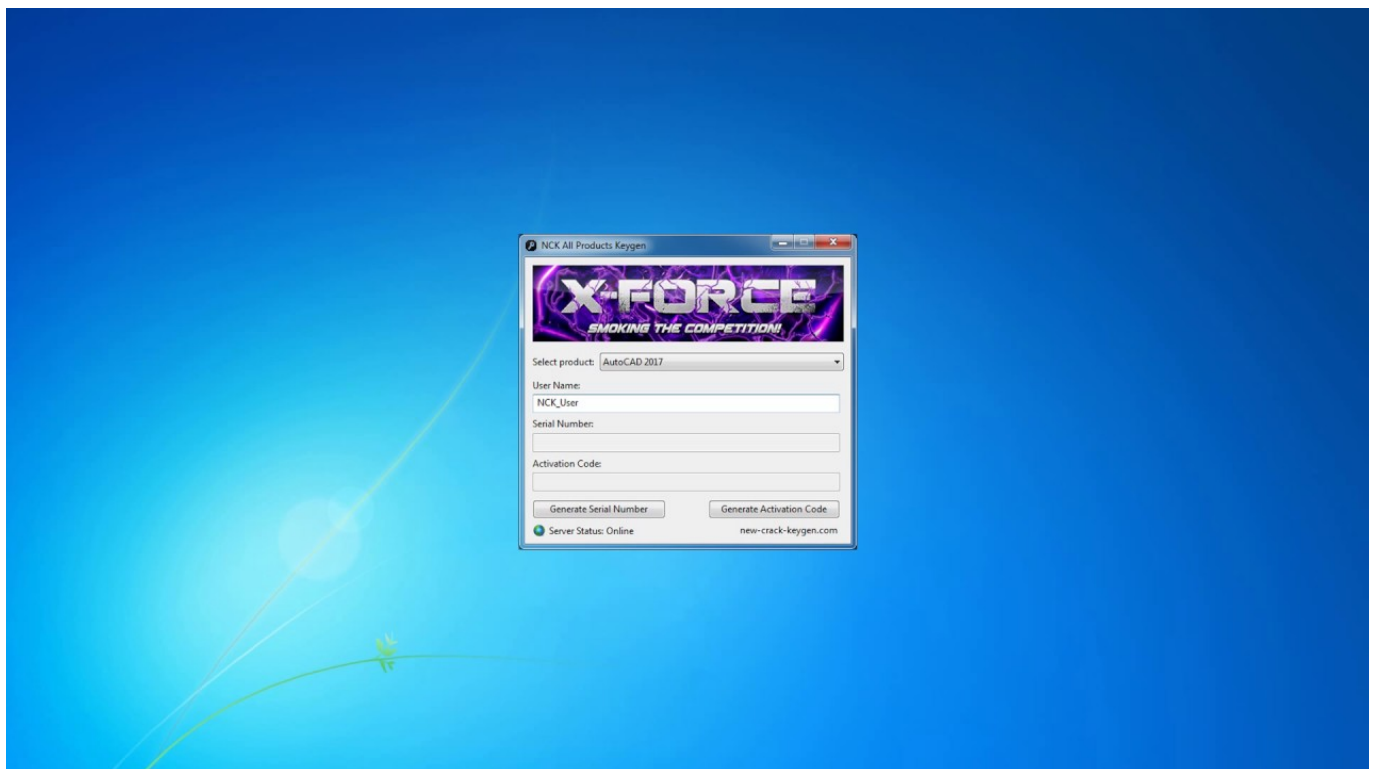 NCK All Products Keygen
X-FORCE
SMOKING THE COMPETITION!
Select product: AutoCAD 2017
User Name:
NCK_User
Serial Number:
Activation Code:
Generate Serial Number Generate Activation Code
Server Status: Online new-crack-keygen.com